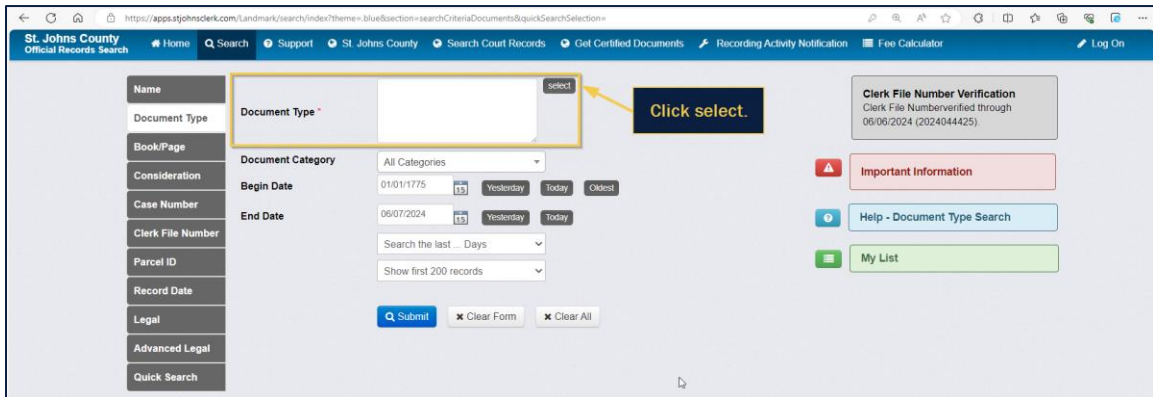 https://apps.stjohnsclerk.com/Landmark/search/index?theme=.blue&section=searchCriteriaDocuments&quickSearchSelection=
St. Johns County
Official Records Search
Home Search Support St. Johns County Search Court Records Get Certified Documents Recording Activity Notification Fee Calculator Log On
Name
Document Type
Book/Page
Consideration
Case Number
Clerk File Number
Parcel ID
Record Date
Legal
Advanced Legal
Quick Search
Document Type *
select
Click select.
Document Category All Categories
Begin Date 01/01/1775 15 Yesterday Today Oldest
End Date 06/07/2024 15 Yesterday Today
Search the last ... Days
Show first 200 records
Submit Clear Form Clear All
Clerk File Number Verification
Clerk File Numberverified through
06/06/2024 (2024044425).
Important Information
Help - Document Type Search
My List